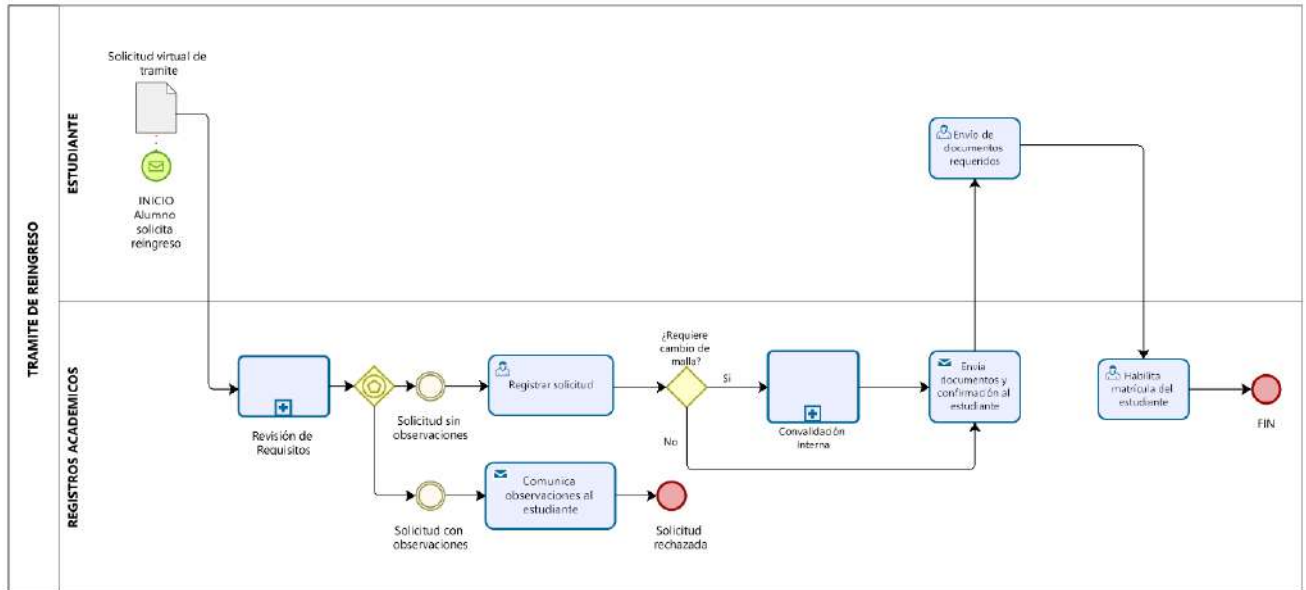 TRAMITE DE REINGRESO
ESTUDIANTE
Solicitud virtual de
tramite
INICIO
Alumno
solicita
reingreso
Envío de
documentos
requeridos
REGISTROS ACADEMICOS
Revisión de
Requisitos
Solicitud sin
observaciones
Registrar solicitud
¿Requiere
cambio de
malla?
Si
No
Convalidación
Interna
Envia
documentos y
confirmación al
estudiante
Habilita
matrícula del
estudiante
FIN
Solicitud con
observaciones
Comunica
observaciones al
estudiante
Solicitud
rechazada